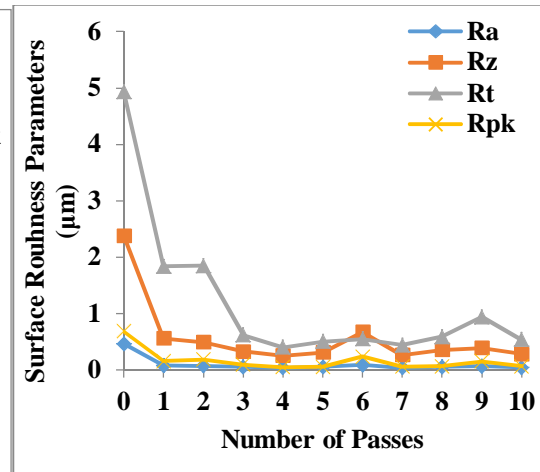 Surface Rouhness Parameters
(µm)
6
5
4
3
2
1
0
0 1 2 3 4 5 6 7 8 9 10
Number of Passes
Ra
Rz
Rt
Rpk